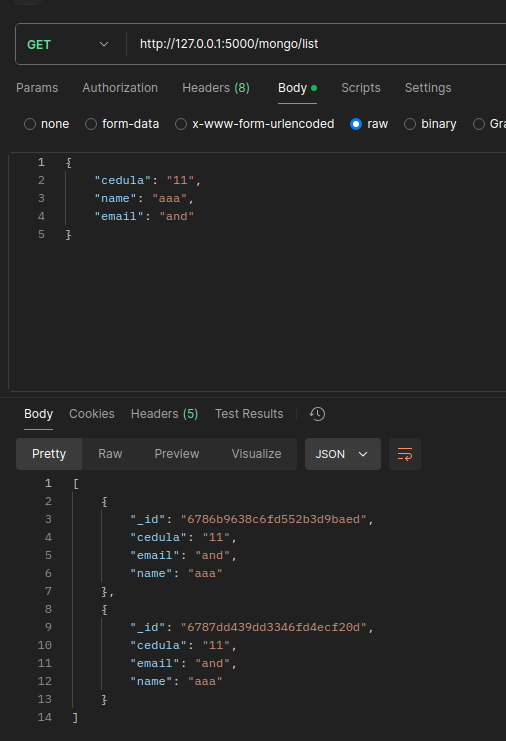 GET http://127.0.0.1:5000/mongo/list
Params Authorization Headers (8) Body Scripts Settings
none form-data x-www-form-urlencoded raw binary Gra
1 {
2 "cedula": "11",
3 "name": "aaa",
4 "email": "and"
5 }
Body Cookies Headers (5) Test Results
Pretty Raw Preview Visualize JSON
1 [
2 {
3 "_id": "6786b9638c6fd552b3d9baed",
4 "cedula": "11",
5 "email": "and",
6 "name": "aaa"
7 },
8 {
9 "_id": "6787dd439dd3346fd4ecf20d",
10 "cedula": "11",
11 "email": "and",
12 "name": "aaa"
13 }
14 ]